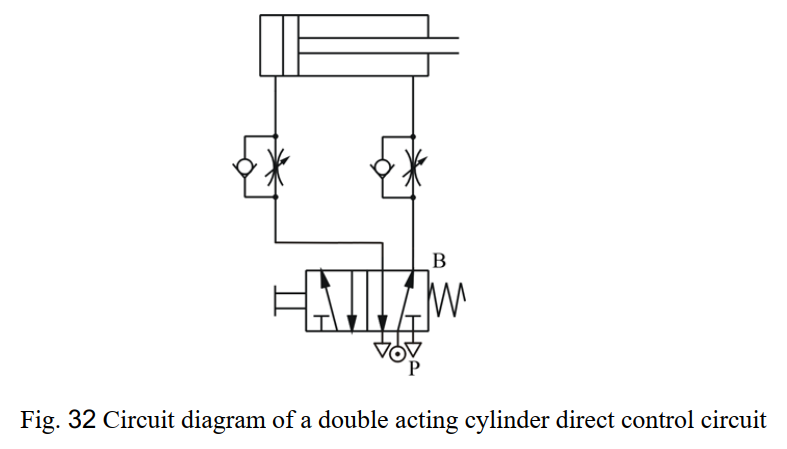 B
P
Fig. 32 Circuit diagram of a double acting cylinder direct control circuit